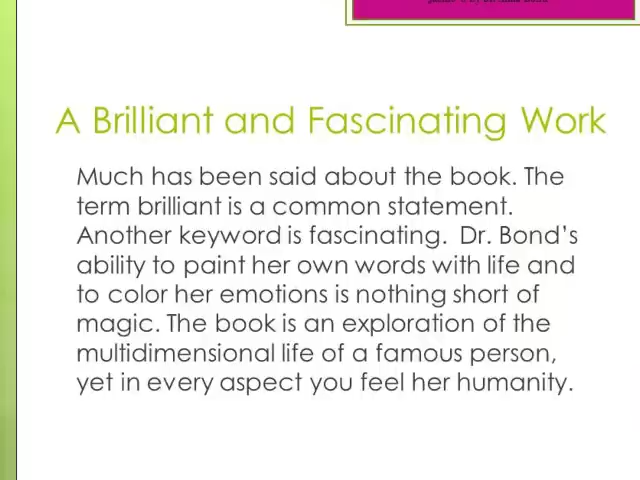 A Brilliant and Fascinating Work
Much has been said about the book. The
term brilliant is a common statement.
Another keyword is fascinating.  Dr. Bond’s
ability to paint her own words with life and
to color her emotions is nothing short of
magic. The book is an exploration of the
multidimensional life of a famous person,
yet in every aspect you feel her humanity.